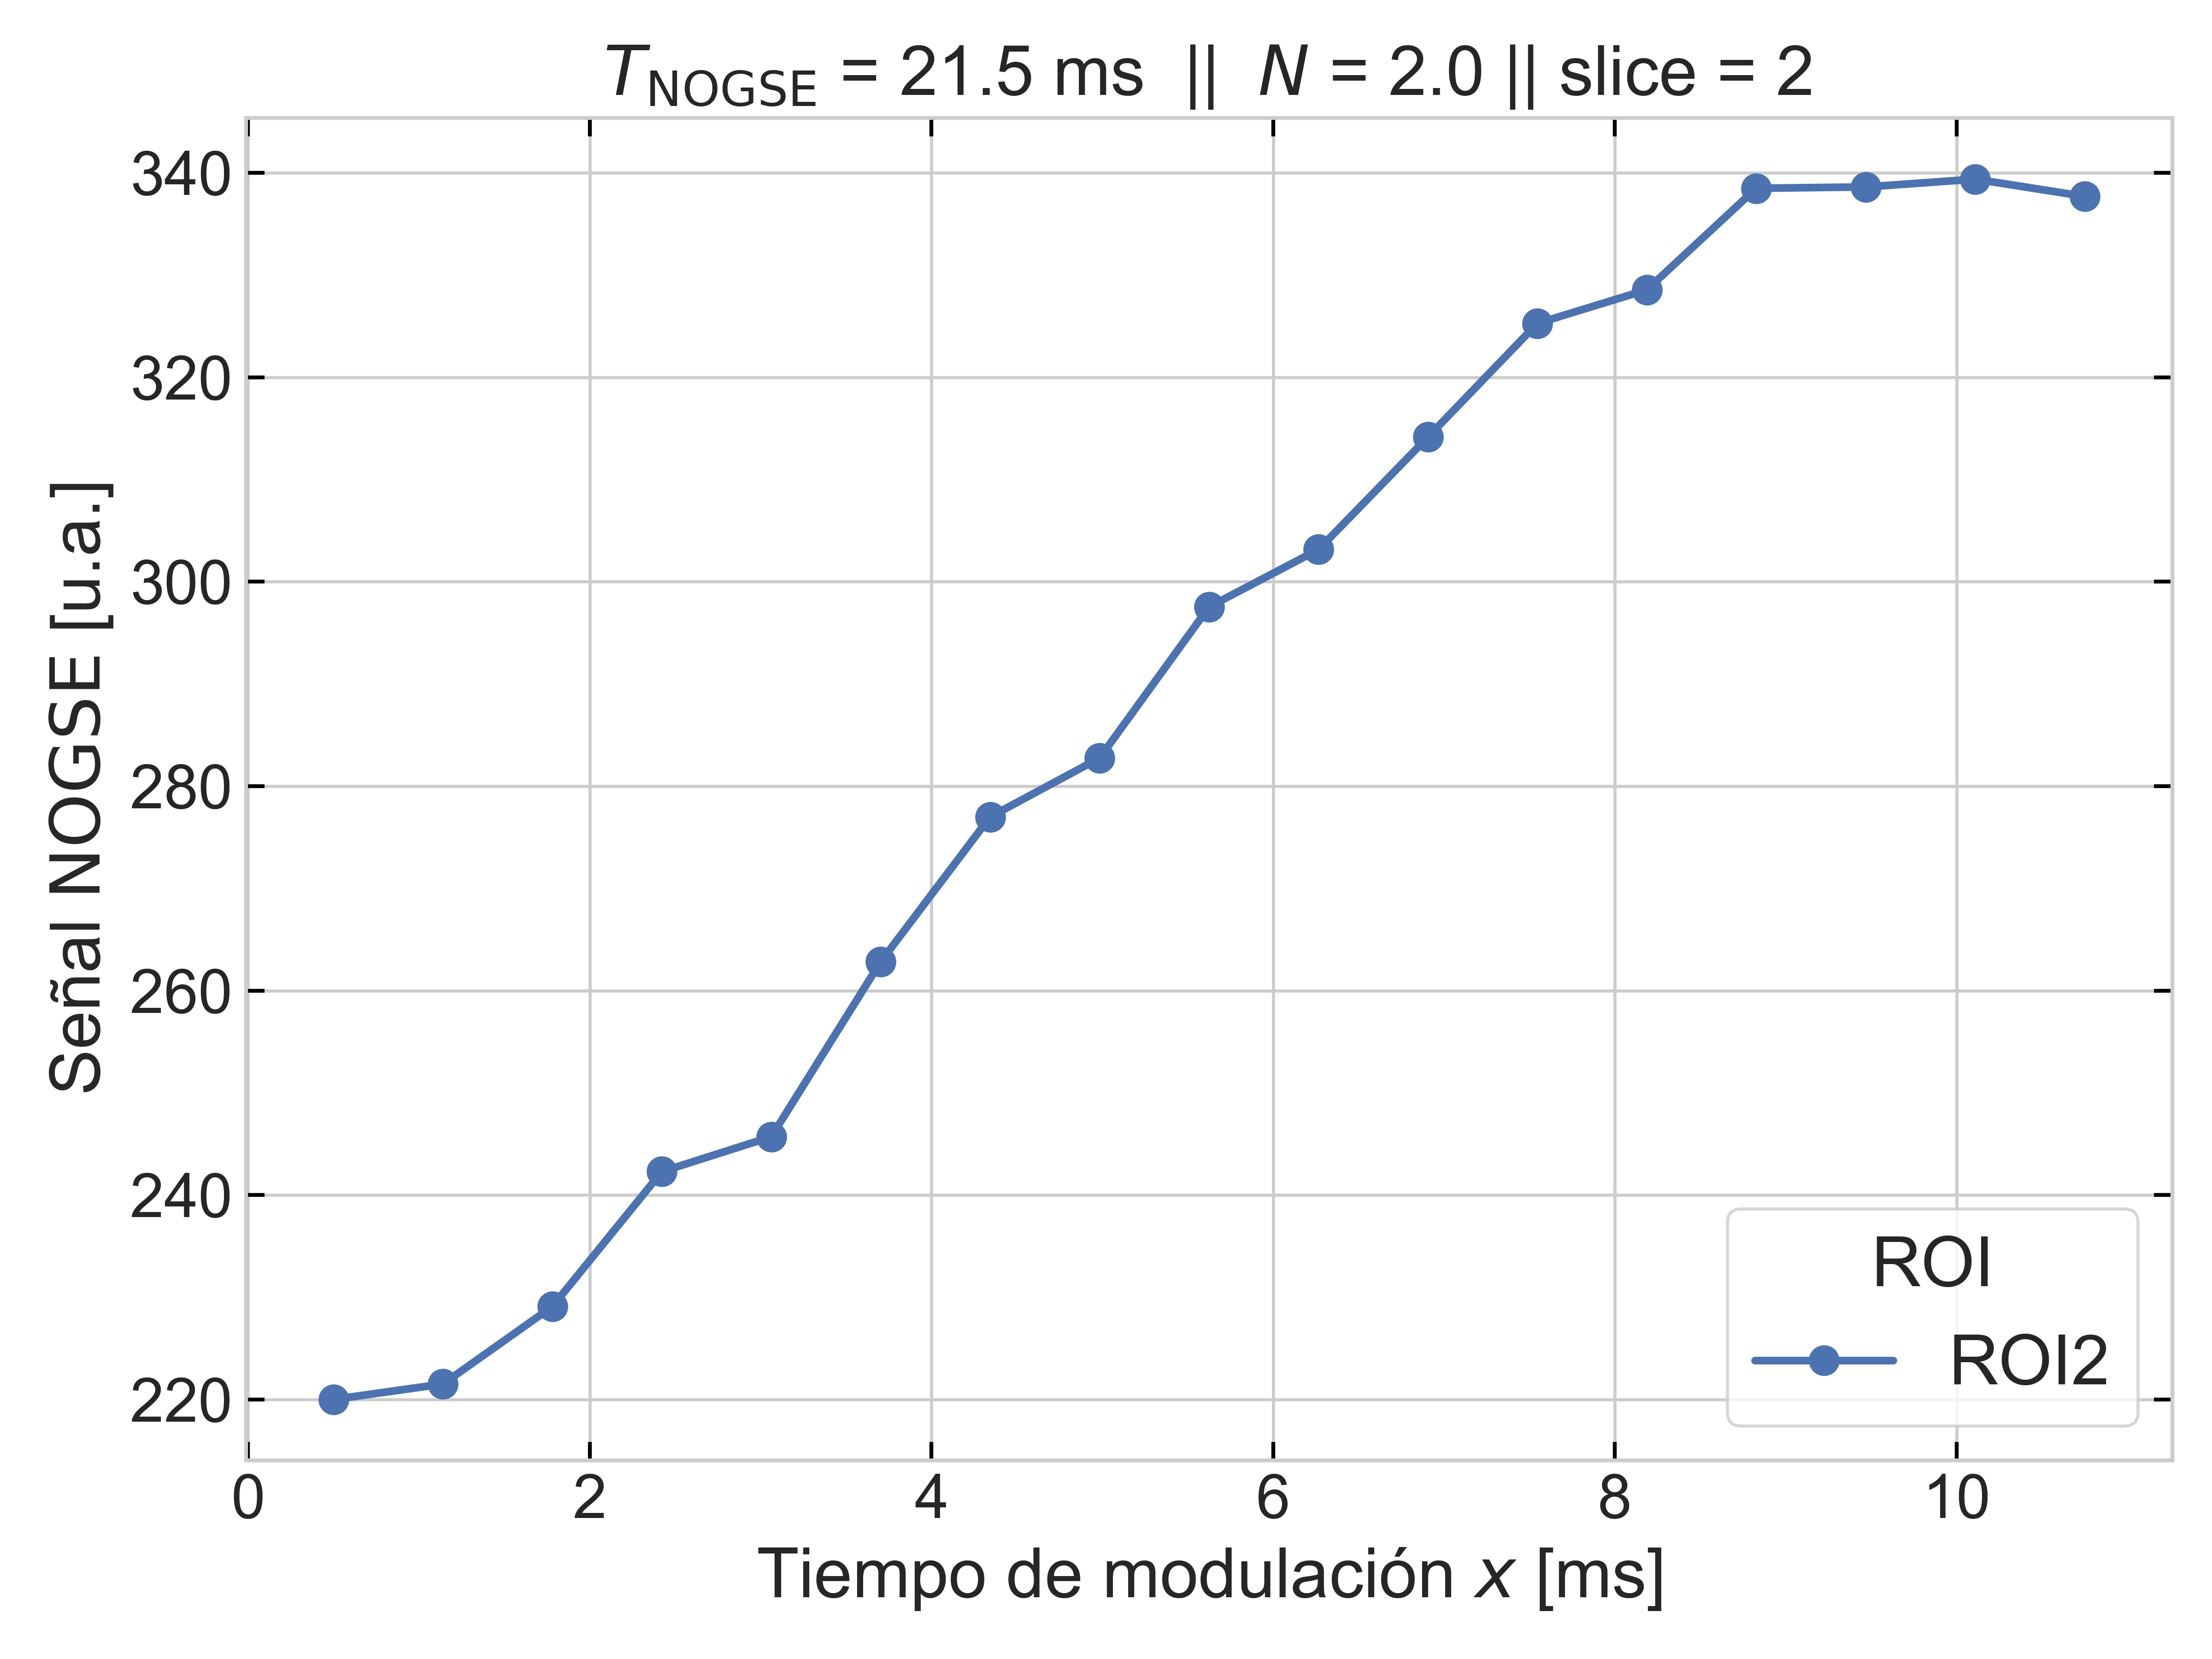 T_NOGSE = 21.5 ms || N = 2.0 || slice = 2
Señal NOGSE [u.a.]
340
320
300
280
260
240
220
0 2 4 6 8 10
Tiempo de modulación x [ms]
ROI
ROI2